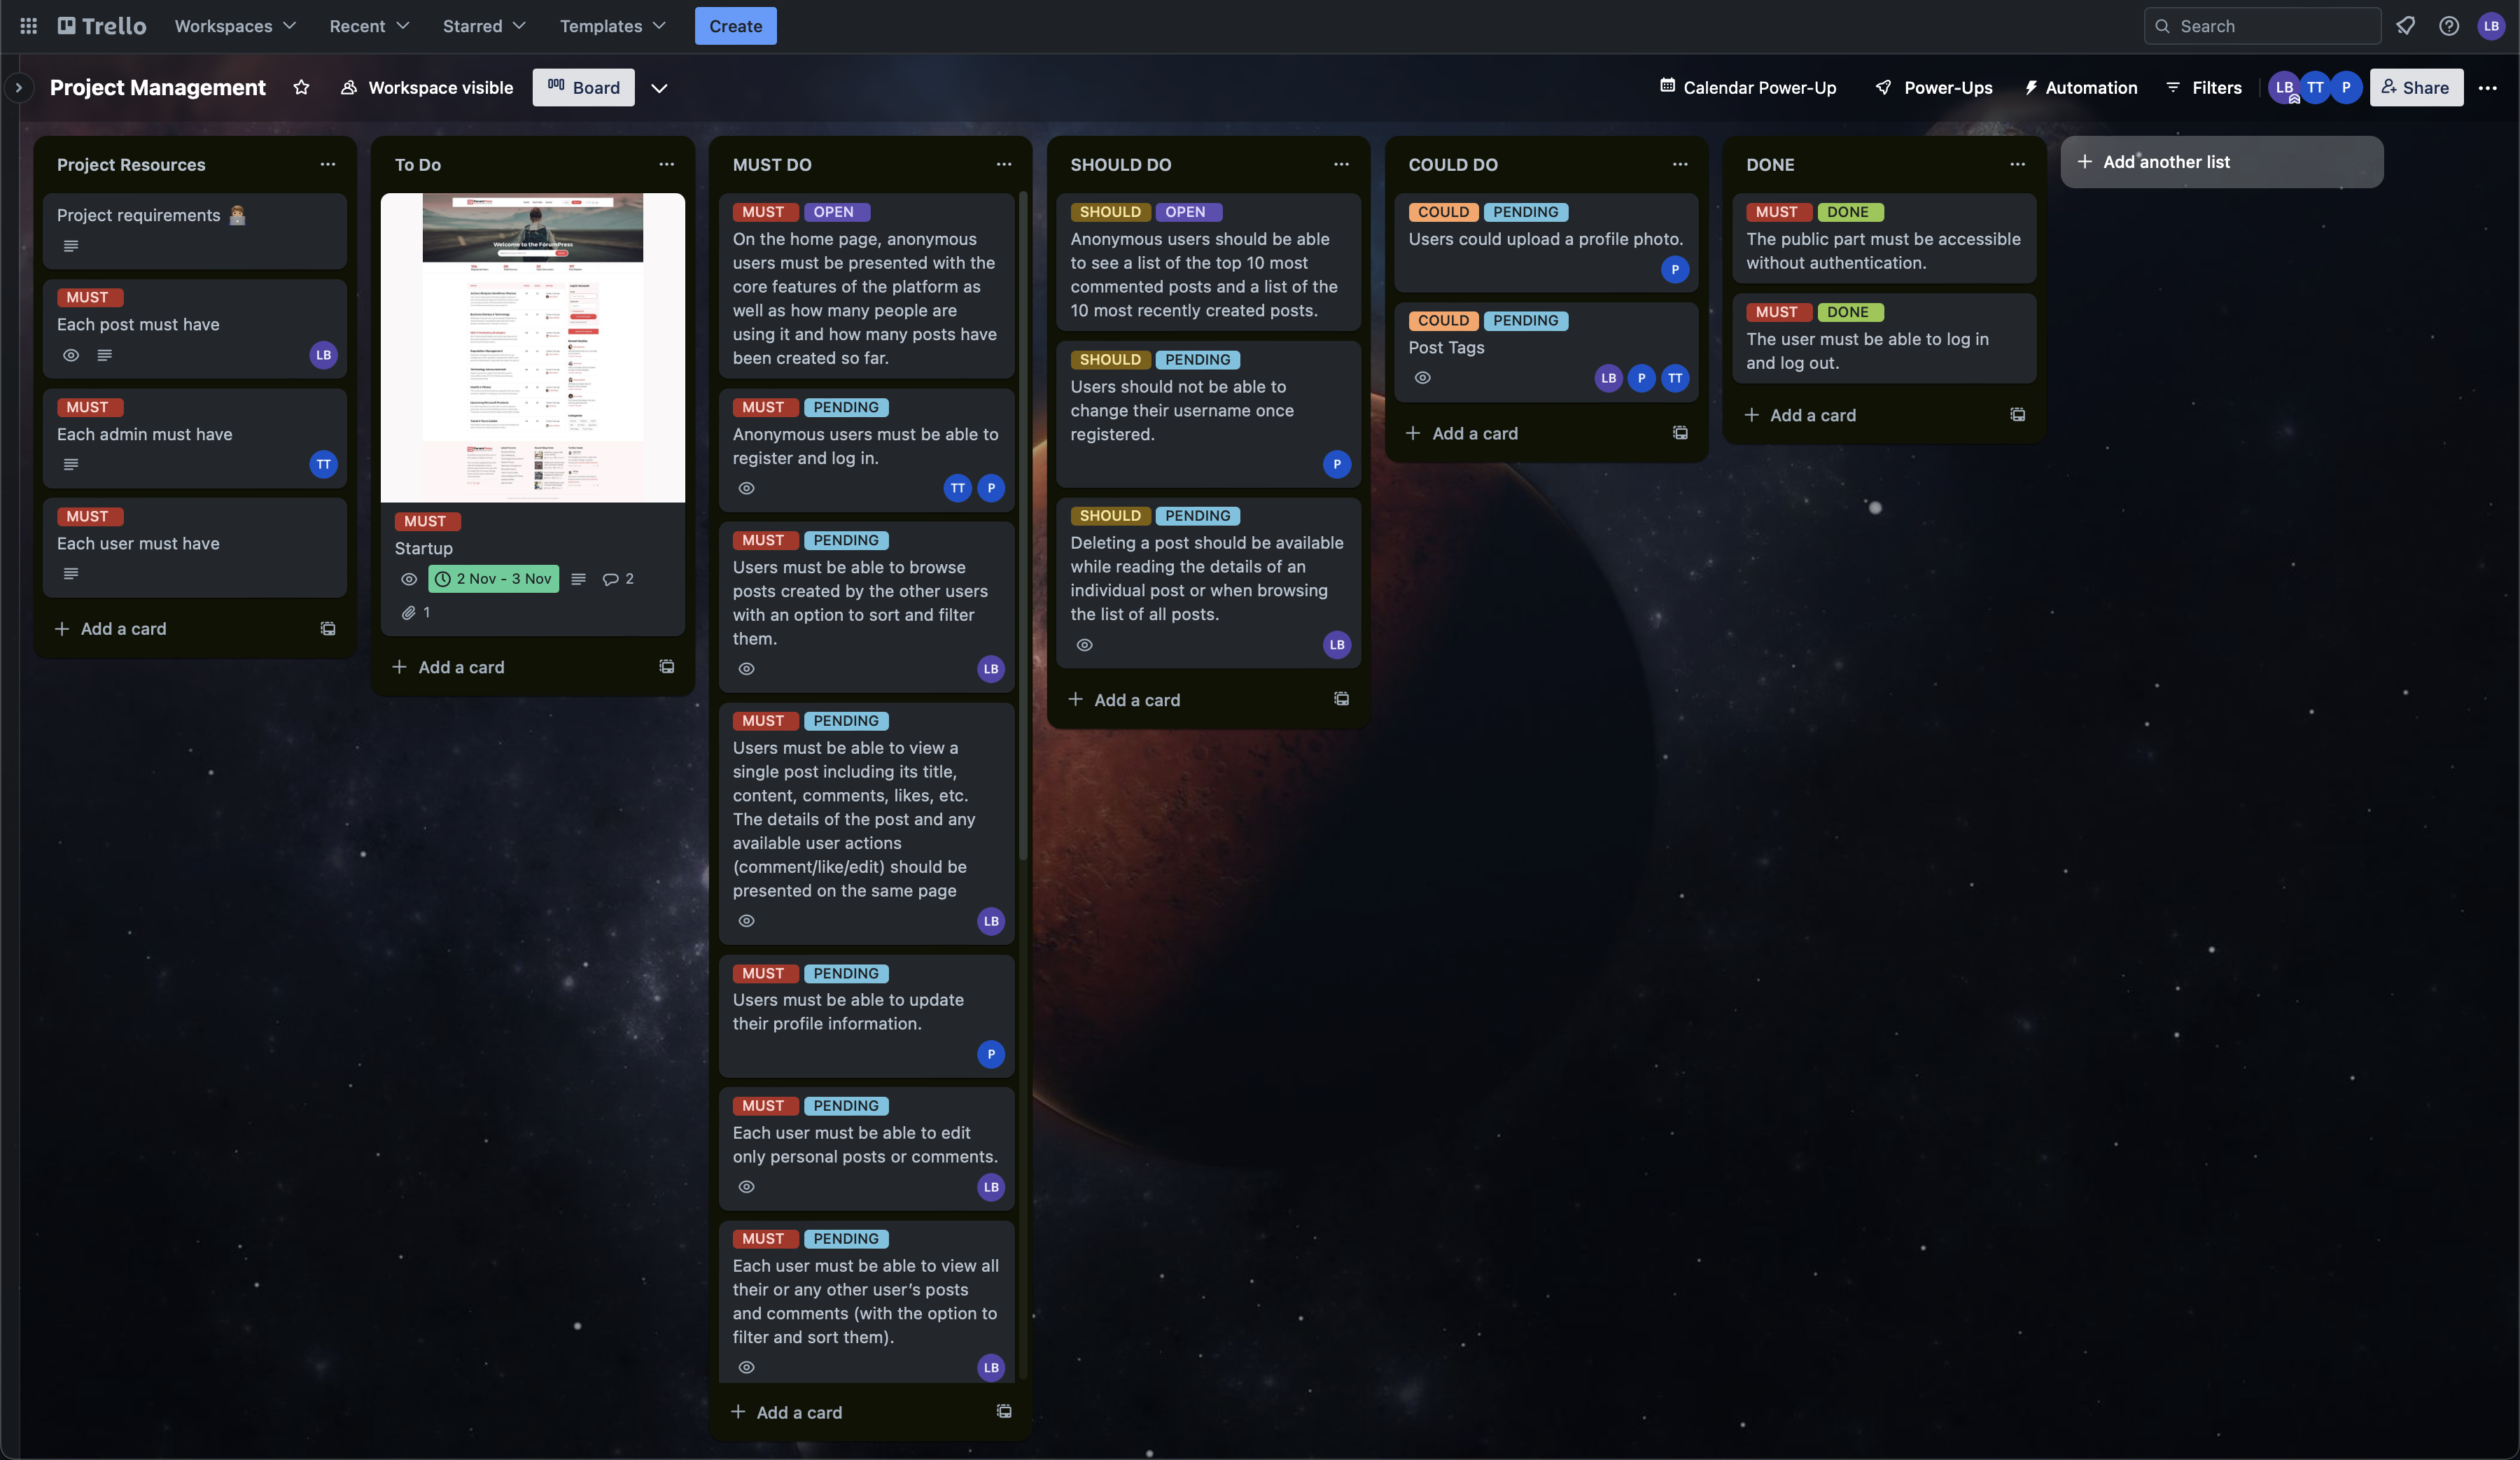 Trello
Workspaces
Recent
Starred
Templates
Create
Search
LB
Project Management
Workspace visible
Board
Calendar Power-Up
Power-Ups
Automation
Filters
LB
TT
P
Share
Project Resources
Project requirements
MUST
Each post must have
LB
MUST
Each admin must have
TT
MUST
Each user must have
+ Add a card
To Do
Welcome to the ForumPress
MUST
Startup
2 Nov - 3 Nov
2
1
+ Add a card
MUST DO
MUST OPEN
On the home page, anonymous
users must be presented with the
core features of the platform as
well as how many people are
using it and how many posts have
been created so far.
MUST PENDING
Anonymous users must be able to
register and log in.
TT P
MUST PENDING
Users must be able to browse
posts created by the other users
with an option to sort and filter
them.
LB
MUST PENDING
Users must be able to view a
single post including its title,
content, comments, likes, etc.
The details of the post and any
available user actions
(comment/like/edit) should be
presented on the same page
LB
MUST PENDING
Users must be able to update
their profile information.
P
MUST PENDING
Each user must be able to edit
only personal posts or comments.
LB
MUST PENDING
Each user must be able to view all
their or any other user’s posts
and comments (with the option to
filter and sort them).
LB
+ Add a card
SHOULD DO
SHOULD OPEN
Anonymous users should be able
to see a list of the top 10 most
commented posts and a list of the
10 most recently created posts.
SHOULD PENDING
Users should not be able to
change their username once
registered.
P
SHOULD PENDING
Deleting a post should be available
while reading the details of an
individual post or when browsing
the list of all posts.
LB
+ Add a card
COULD DO
COULD PENDING
Users could upload a profile photo.
P
COULD PENDING
Post Tags
LB P TT
+ Add a card
DONE
MUST DONE
The public part must be accessible
without authentication.
MUST DONE
The user must be able to log in
and log out.
+ Add a card
+ Add another list